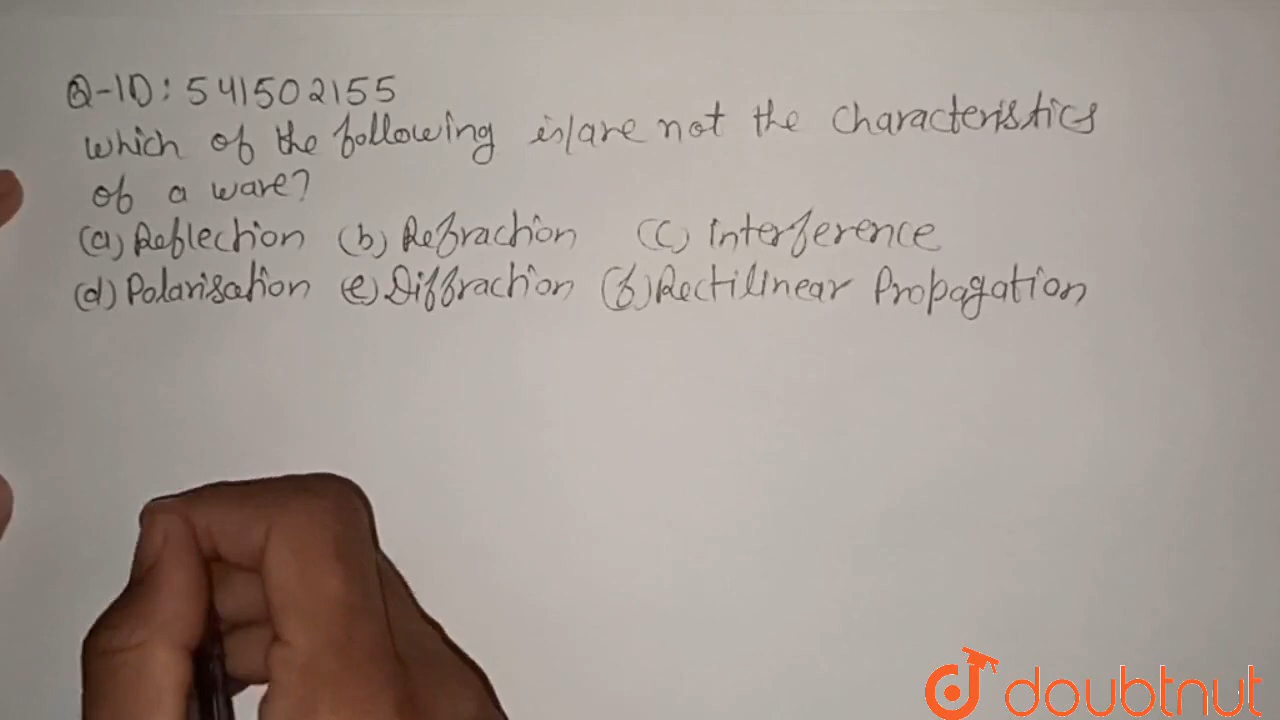 Q-ID: 541502155
which of the following is/are not the characteristics
of a wave?
(a) Reflection (b) Refraction (c) Interference
(d) Polarisation (e) Diffraction (f) Rectilinear Propagation
doubtnut